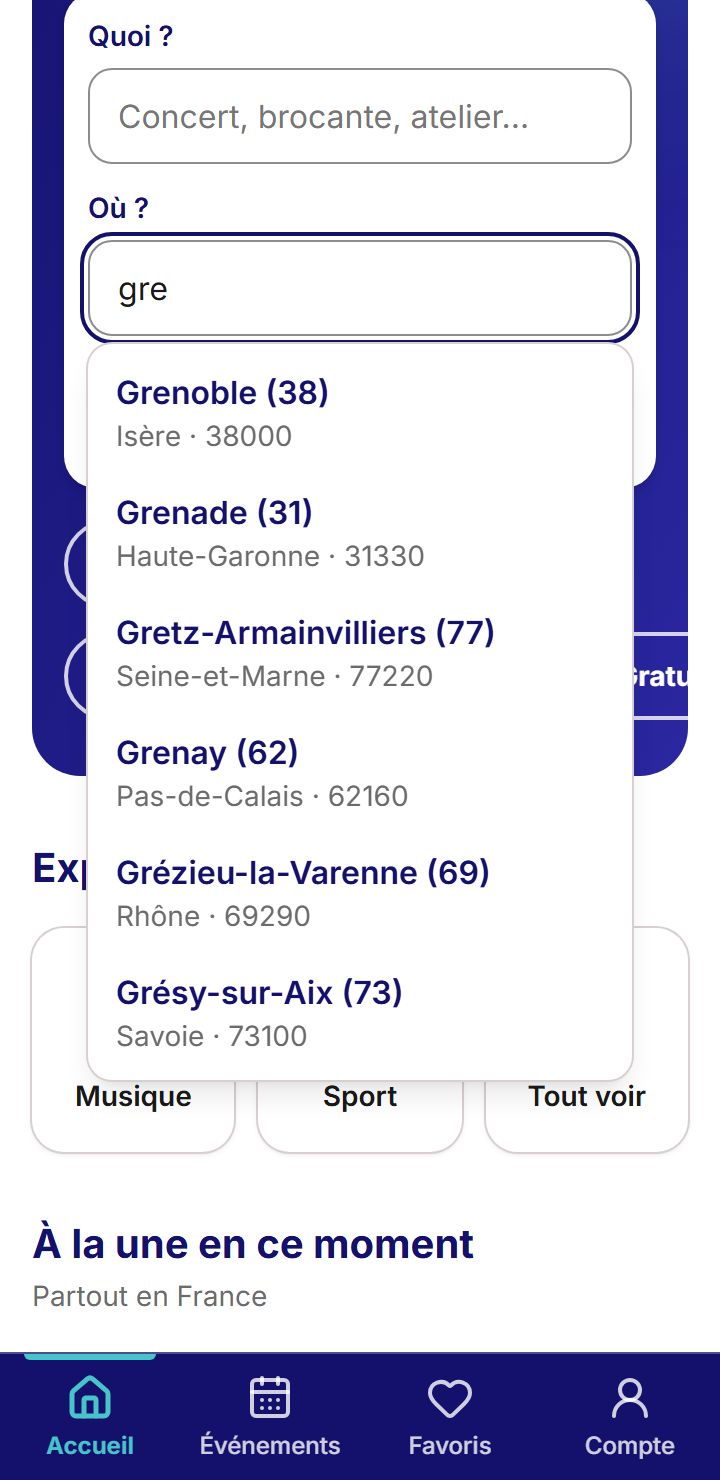 Quoi ?
Concert, brocante, atelier...
Où ?
gre
Grenoble (38)
Isère · 38000
Grenade (31)
Haute-Garonne · 31330
Gretz-Armainvilliers (77)
Seine-et-Marne · 77220
Grenay (62)
Pas-de-Calais · 62160
Grézieu-la-Varenne (69)
Rhône · 69290
Grésy-sur-Aix (73)
Savoie · 73100
Musique
Sport
Tout voir
À la une en ce moment
Partout en France
Accueil
Événements
Favoris
Compte